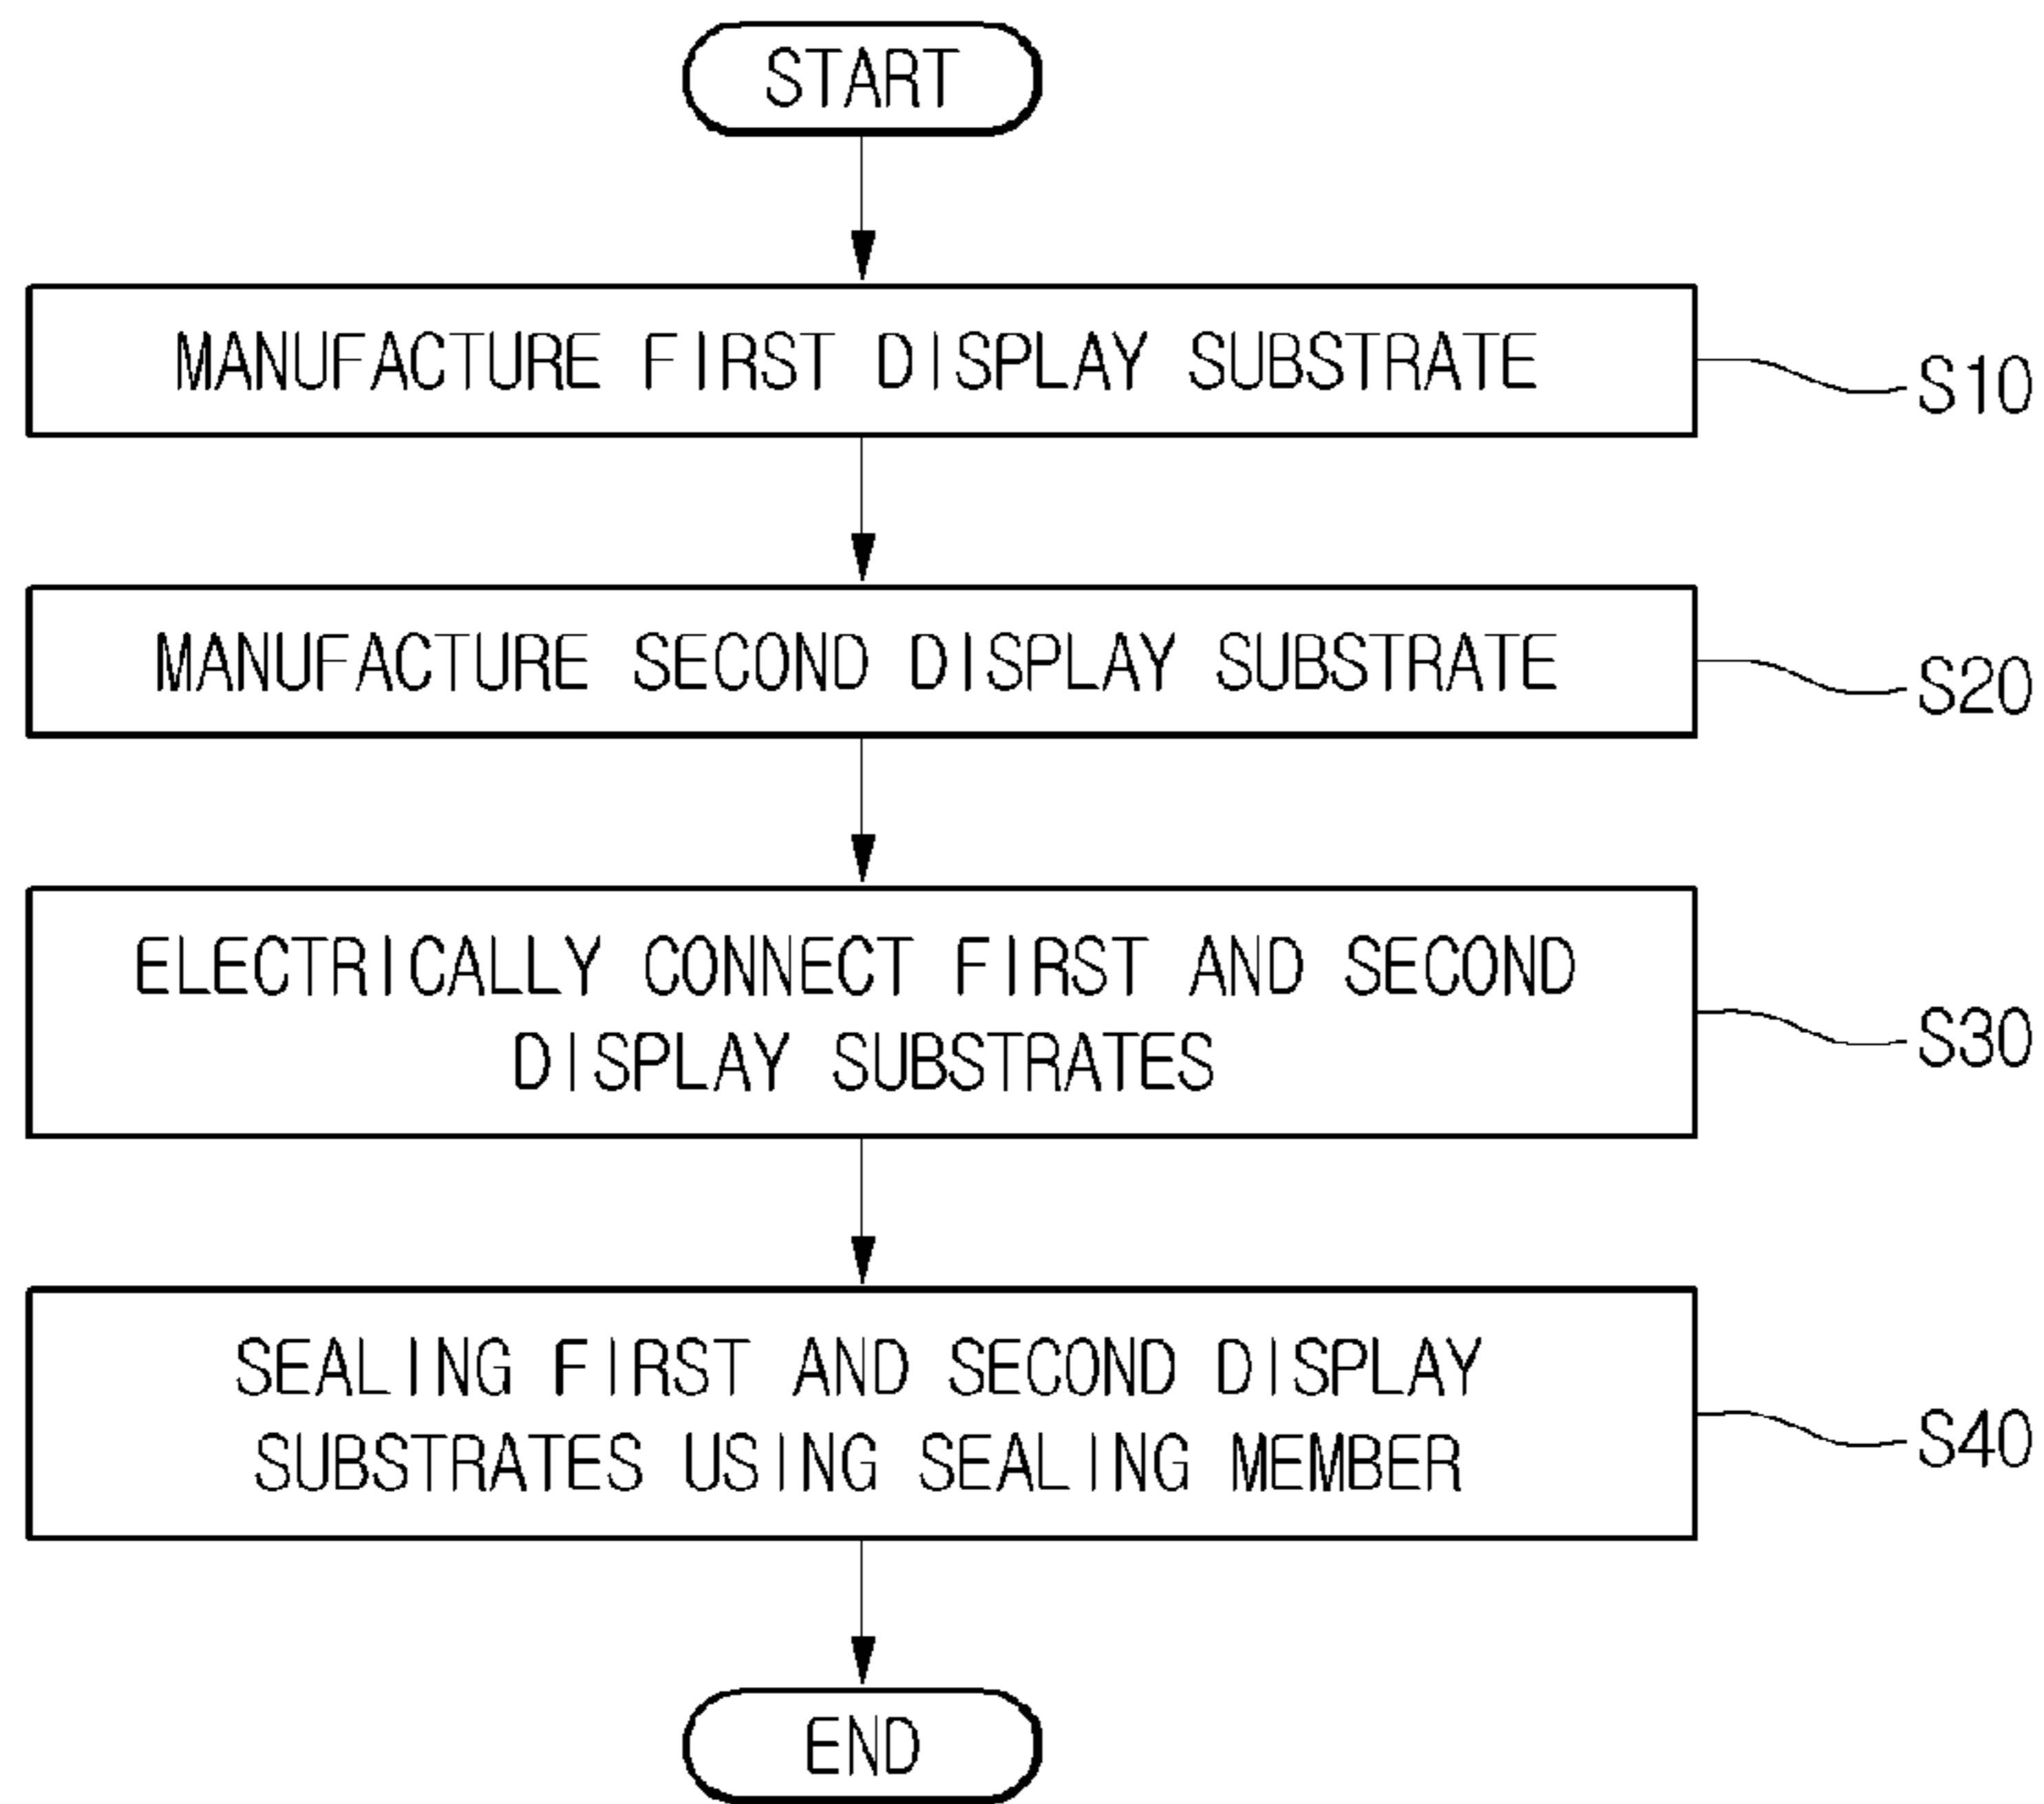 START
MANUFACTURE FIRST DISPLAY SUBSTRATE
S10
MANUFACTURE SECOND DISPLAY SUBSTRATE
S20
ELECTRICALLY CONNECT FIRST AND SECOND
DISPLAY SUBSTRATES
S30
SEALING FIRST AND SECOND DISPLAY
SUBSTRATES USING SEALING MEMBER
S40
END